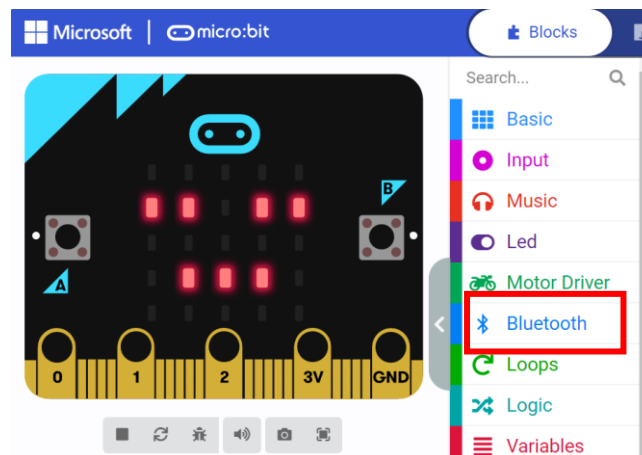 Microsoft micro:bit Blocks
Search...
Basic
Input
Music
Led
Motor Driver
Bluetooth
Loops
Logic
Variables
B
A
0 1 2 3V GND